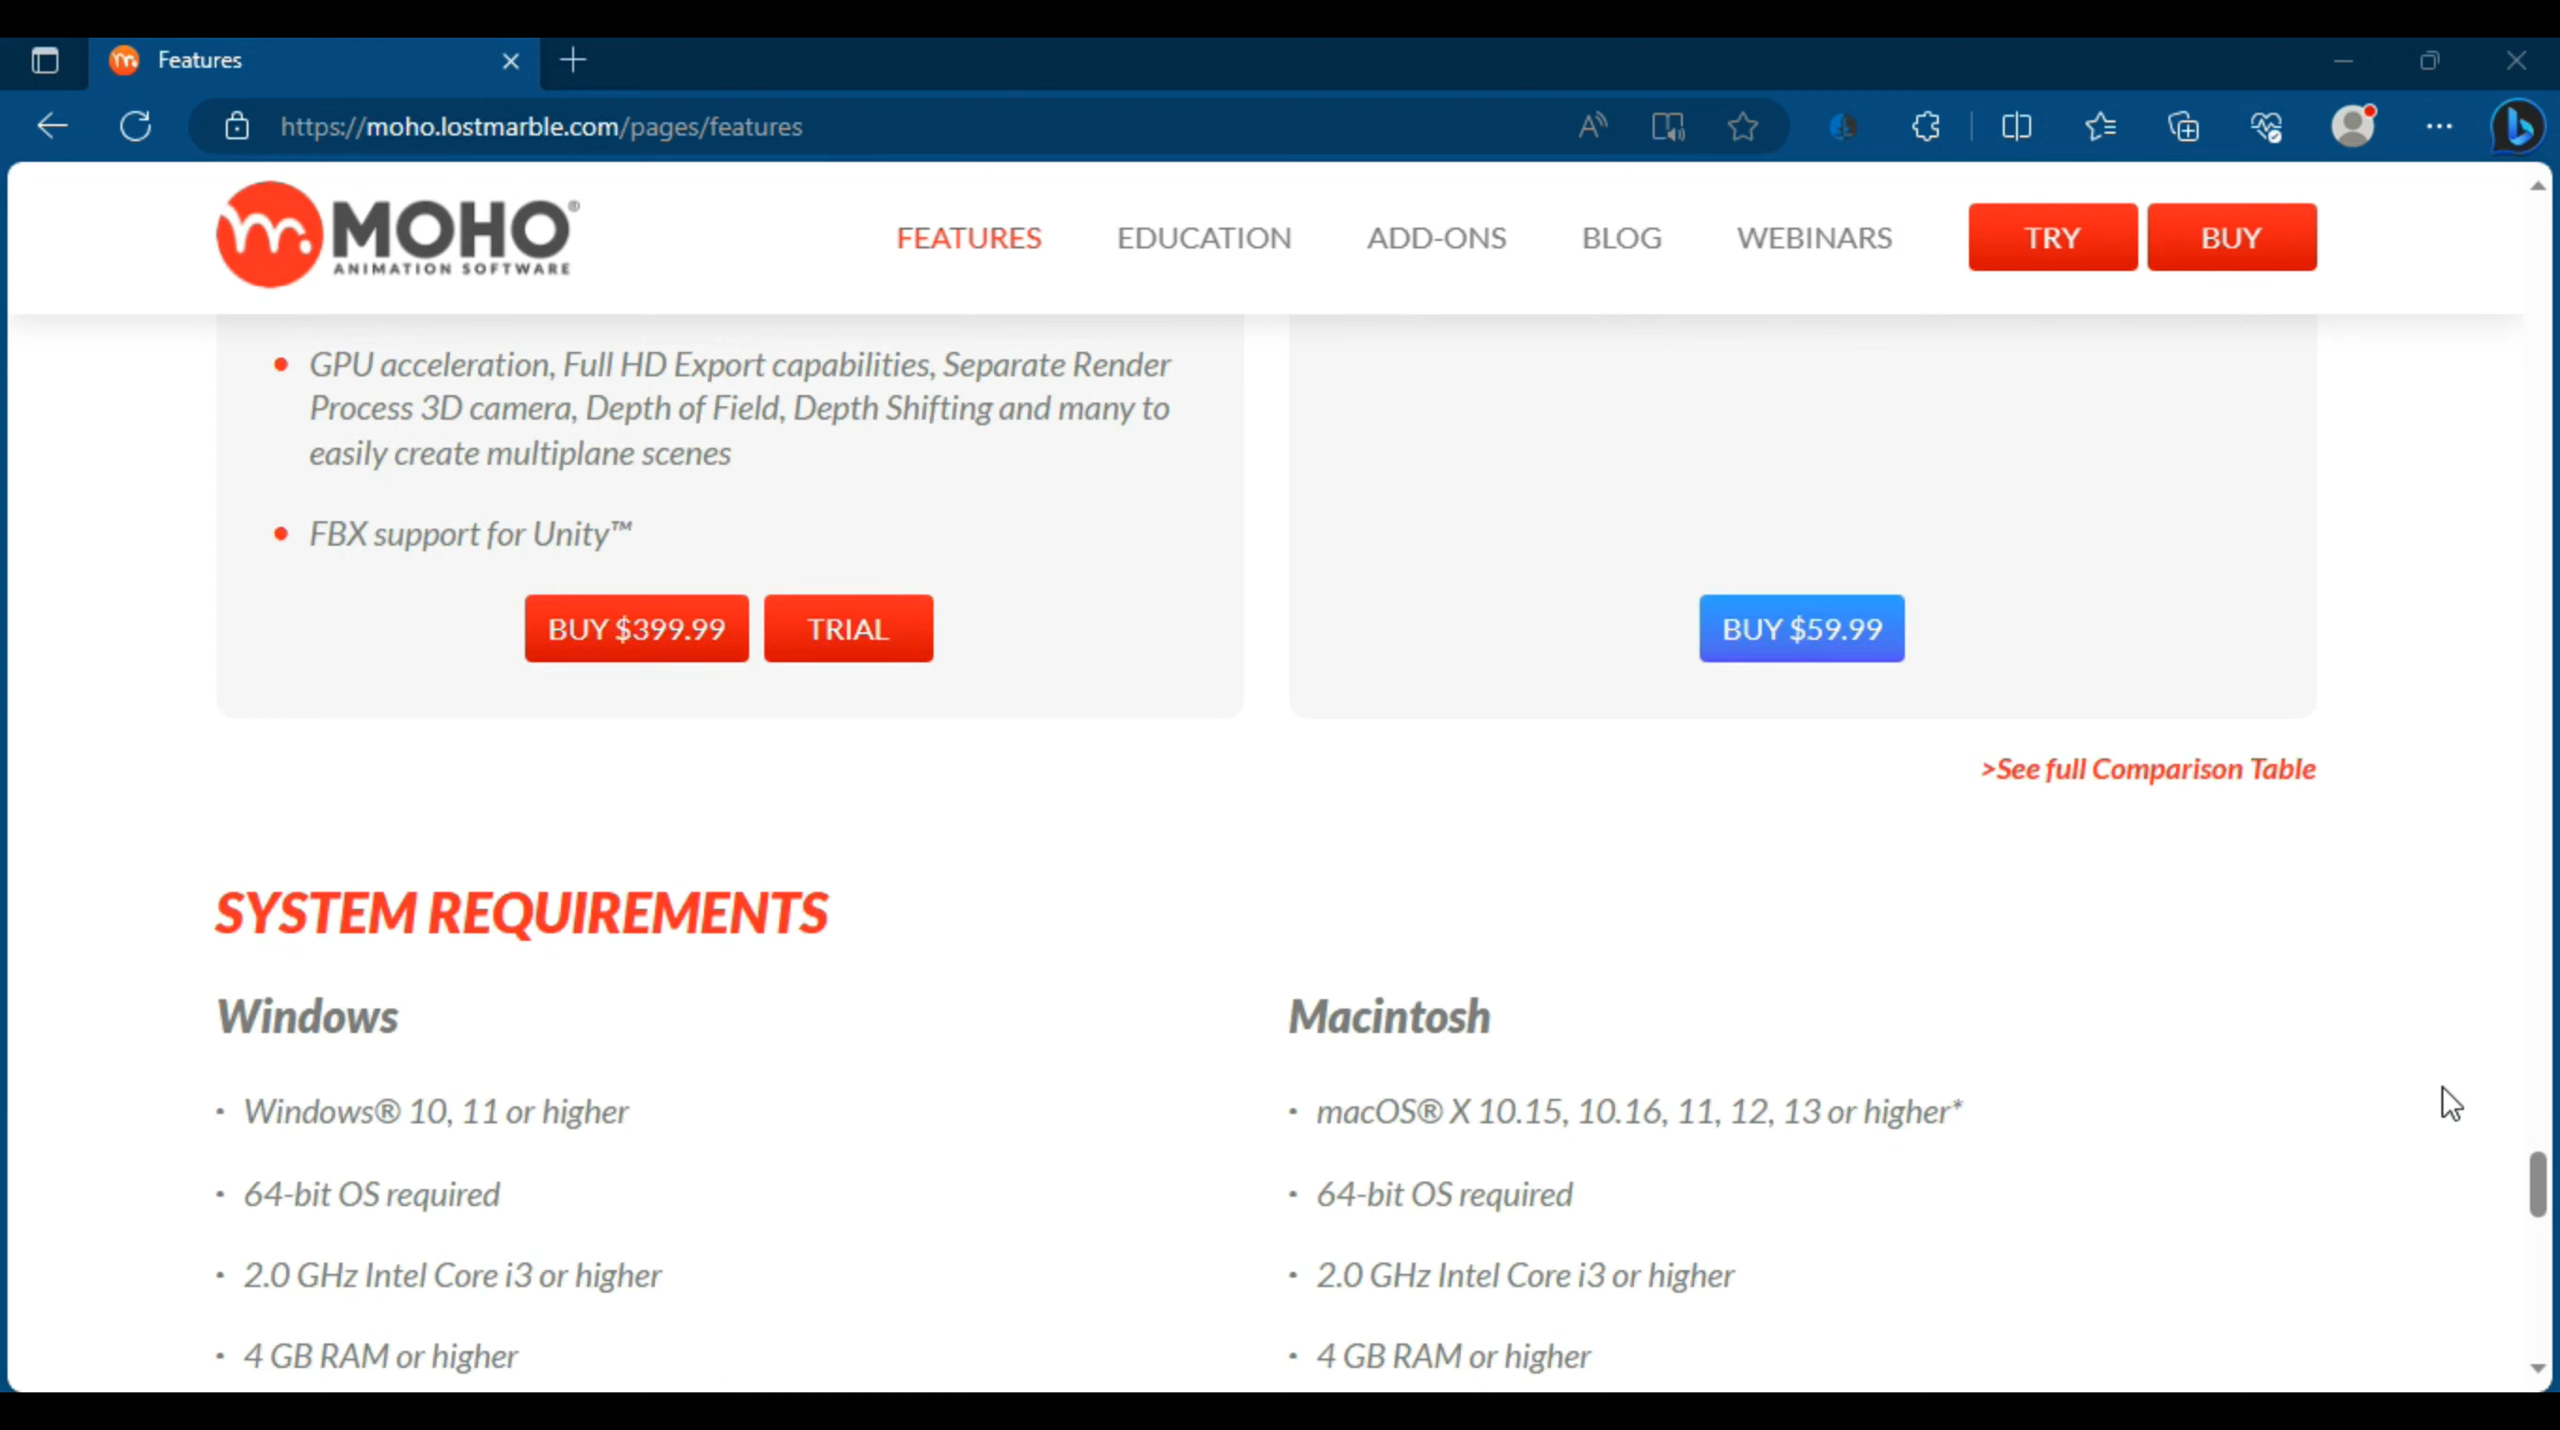 Features
https://moho.lostmarble.com/pages/features
m. MOHO®
ANIMATION SOFTWARE
FEATURES
EDUCATION
ADD-ONS
BLOG
WEBINARS
TRY
BUY
GPU acceleration, Full HD Export capabilities, Separate Render
Process 3D camera, Depth of Field, Depth Shifting and many to
easily create multiplane scenes
FBX support for Unity™
BUY $399.99
TRIAL
BUY $59.99
>See full Comparison Table
SYSTEM REQUIREMENTS
Windows
· Windows® 10, 11 or higher
· 64-bit OS required
· 2.0 GHz Intel Core i3 or higher
· 4 GB RAM or higher
Macintosh
· macOS® X 10.15, 10.16, 11, 12, 13 or higher*
· 64-bit OS required
· 2.0 GHz Intel Core i3 or higher
· 4 GB RAM or higher